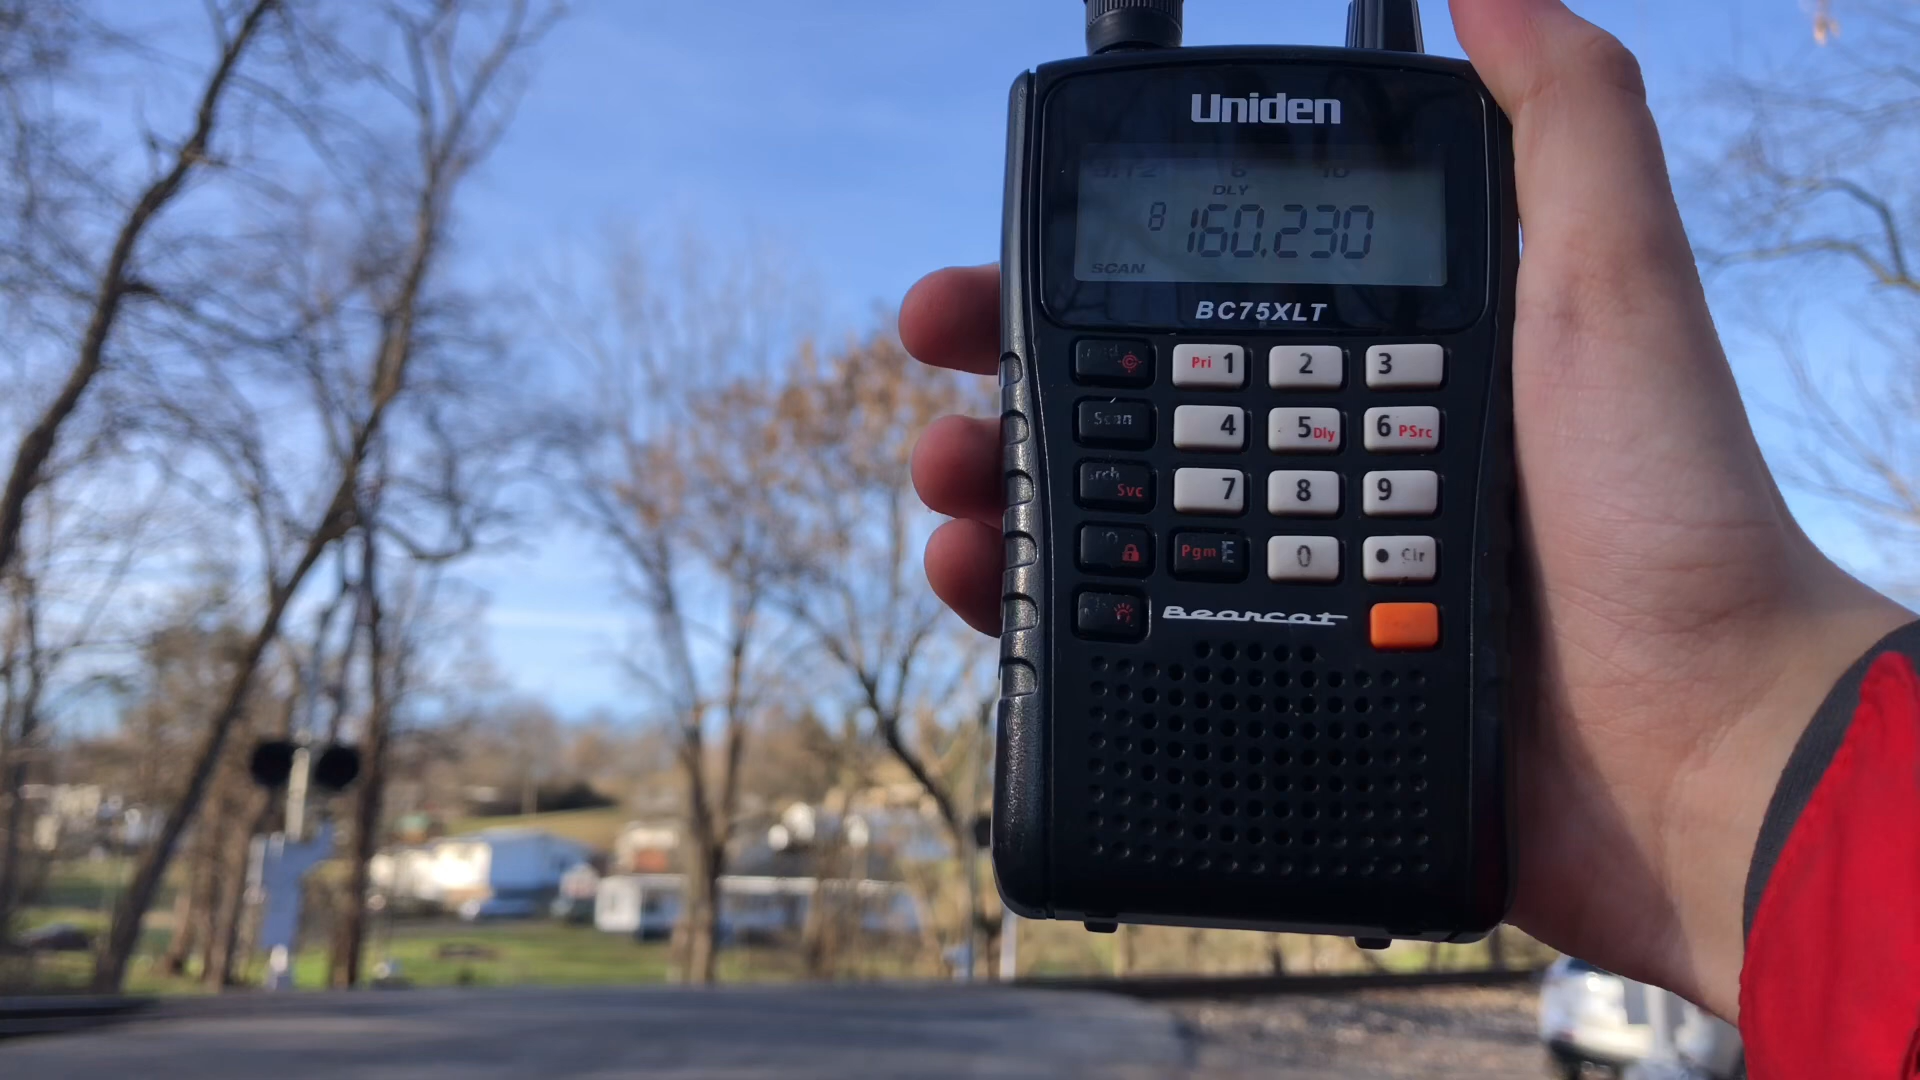 Uniden
DLY
8 160.230
SCAN
BC75XLT
Pri 1 2 3
Scan 4 5 Dly 6 PSrc
Svc 7 8 9
Pgm E 0 • Clr
Bearcat